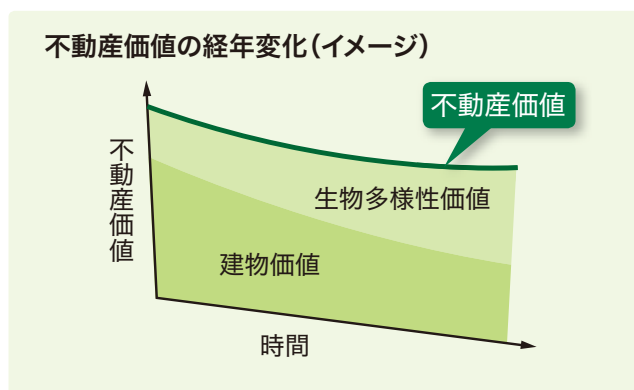 不動産価値の経年変化(イメージ)
不動産価値
不動産価値
生物多様性価値
建物価値
時間